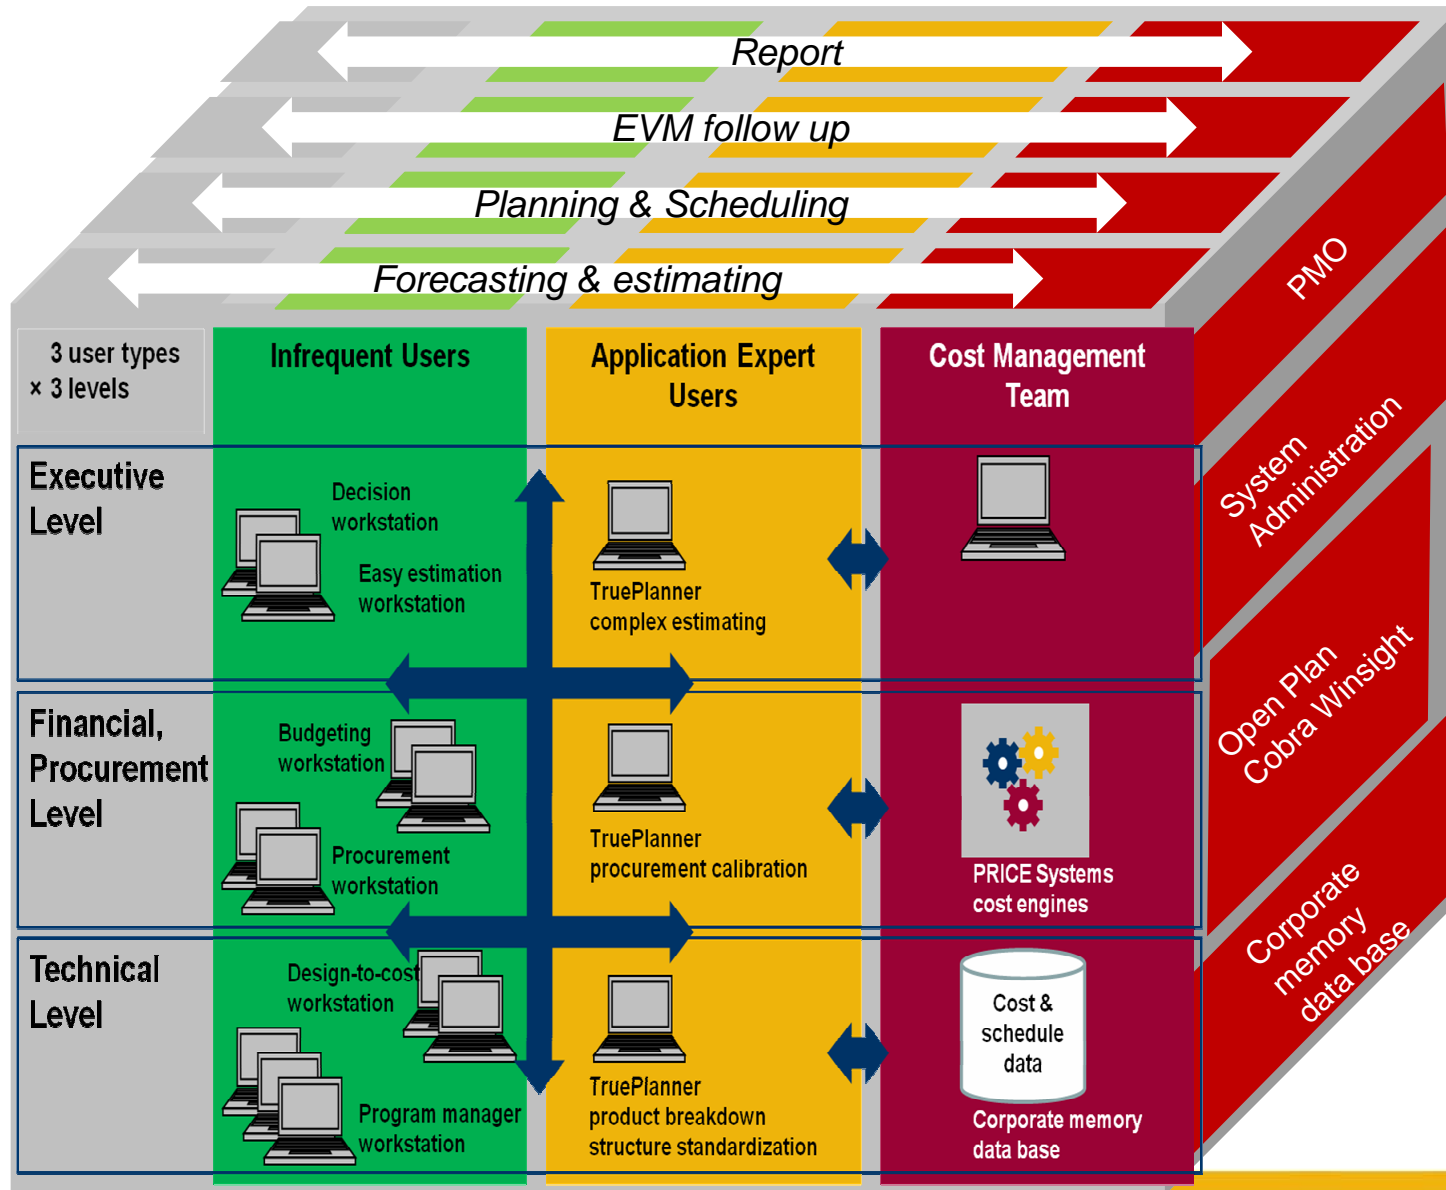 Report
EVM follow up
Planning & Scheduling
Forecasting & estimating
3 user types
× 3 levels
Infrequent Users
Application Expert
Users
Cost Management
Team
Executive
Level
Decision
workstation
Easy estimation
workstation
TruePlanner
complex estimating
Financial,
Procurement
Level
Budgeting
workstation
Procurement
workstation
TruePlanner
procurement calibration
PRICE Systems
cost engines
Technical
Level
Design-to-cost
workstation
Program manager
workstation
TruePlanner
product breakdown
structure standardization
Cost &
schedule
data
Corporate memory
data base
PMO
System
Administration
Open Plan
Cobra Winsight
Corporate
memory
data base